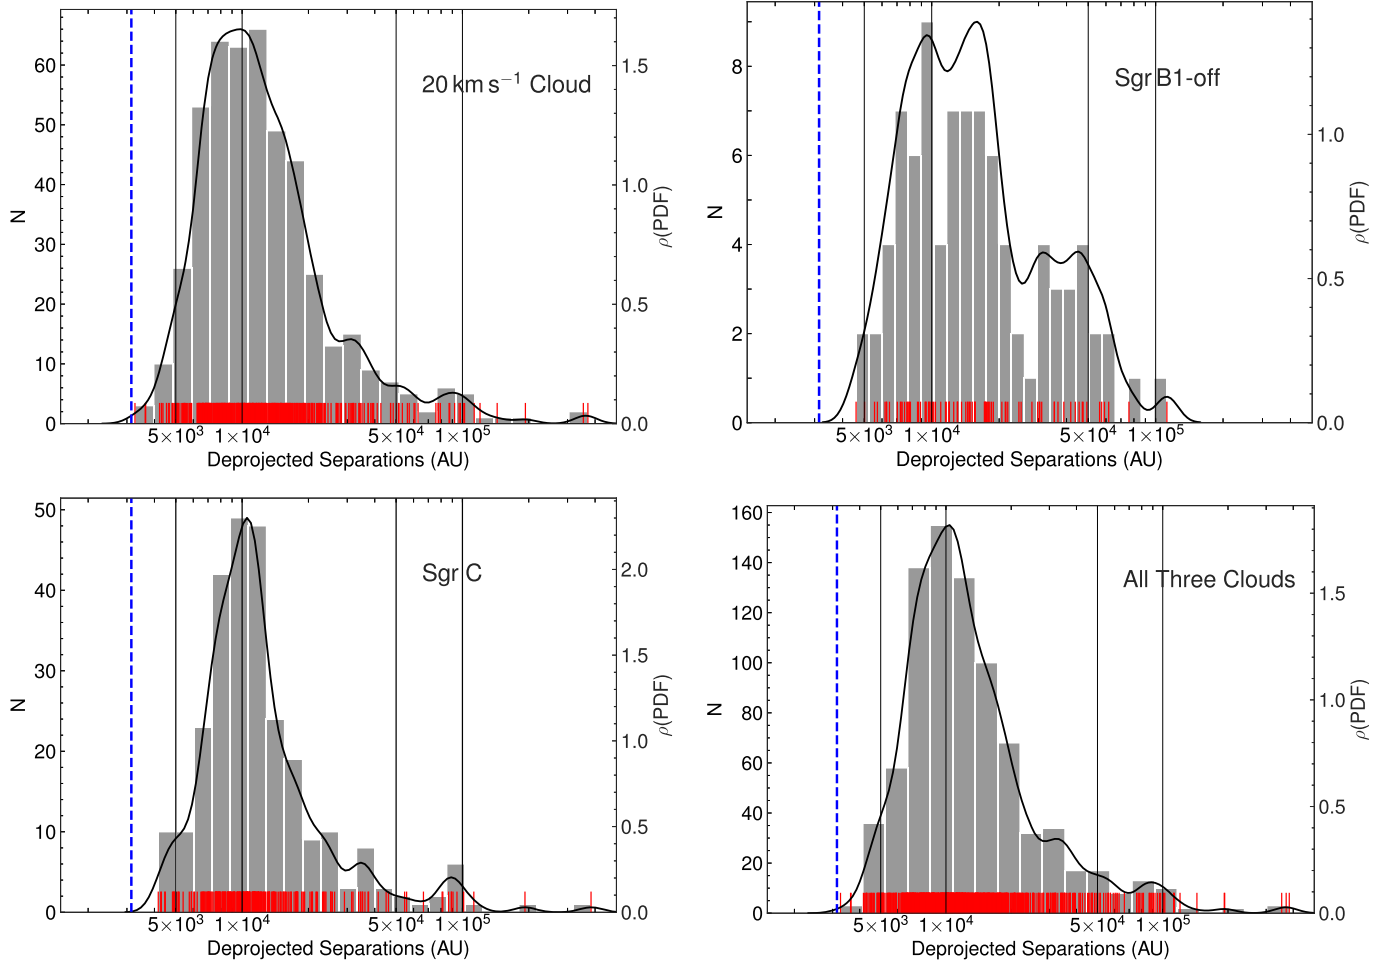 20 km s⁻¹ Cloud
N
60
50
40
30
20
10
0
1.5
1.0
0.5
0.0
ρ(PDF)
5×10³ 1×10⁴ 5×10⁴ 1×10⁵
Deprojected Separations (AU)
Sgr B1-off
N
8
6
4
2
0
1.0
0.5
0.0
ρ(PDF)
5×10³ 1×10⁴ 5×10⁴ 1×10⁵
Deprojected Separations (AU)
Sgr C
N
50
40
30
20
10
0
2.0
1.5
1.0
0.5
0.0
ρ(PDF)
5×10³ 1×10⁴ 5×10⁴ 1×10⁵
Deprojected Separations (AU)
All Three Clouds
N
160
140
120
100
80
60
40
20
0
1.5
1.0
0.5
0.0
ρ(PDF)
5×10³ 1×10⁴ 5×10⁴ 1×10⁵
Deprojected Separations (AU)